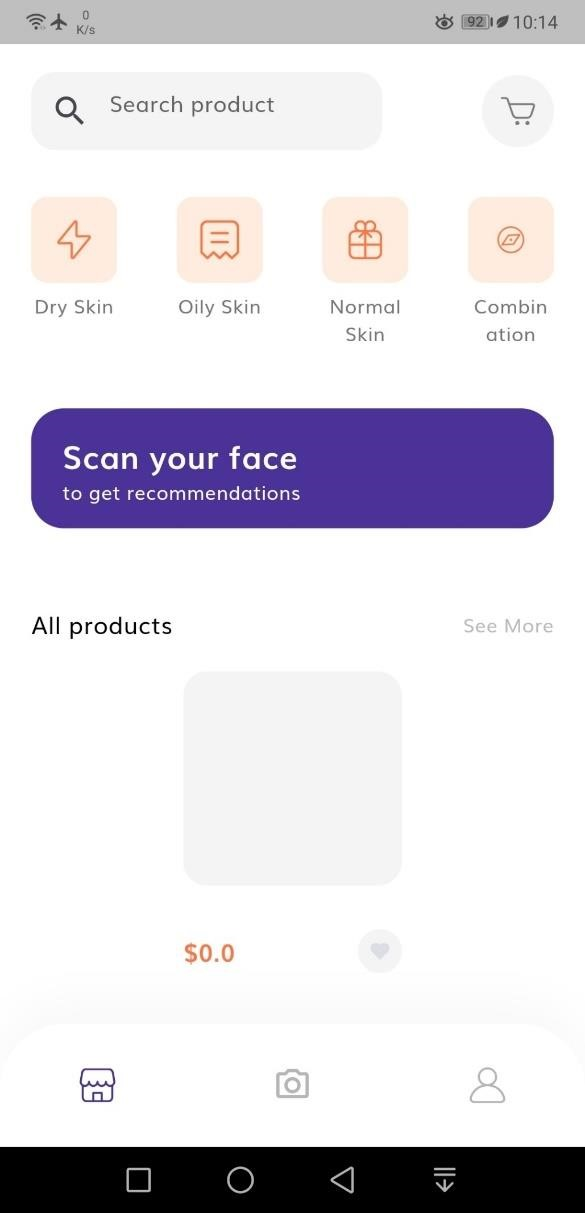 0
K/s
92
10:14
Search product
Dry Skin
Oily Skin
Normal
Skin
Combin
ation
Scan your face
to get recommendations
All products
See More
$0.0